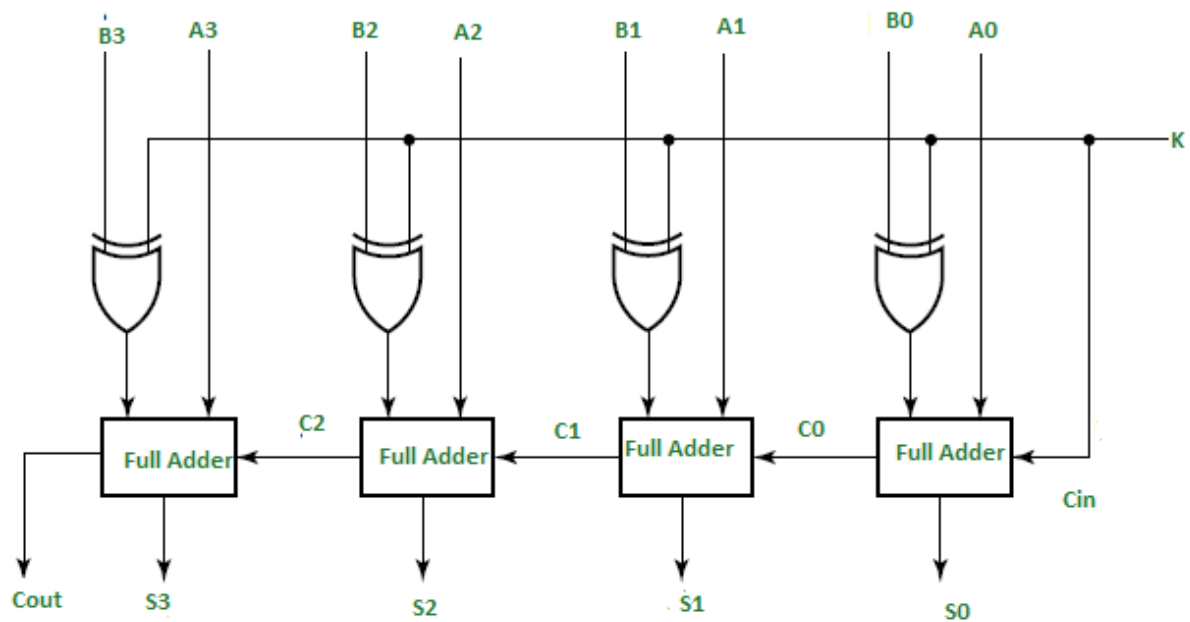 B3 A3 B2 A2 B1 A1 B0 A0
K
C2 C1 C0
Full Adder Full Adder Full Adder Full Adder
Cin
Cout S3 S2 S1 S0